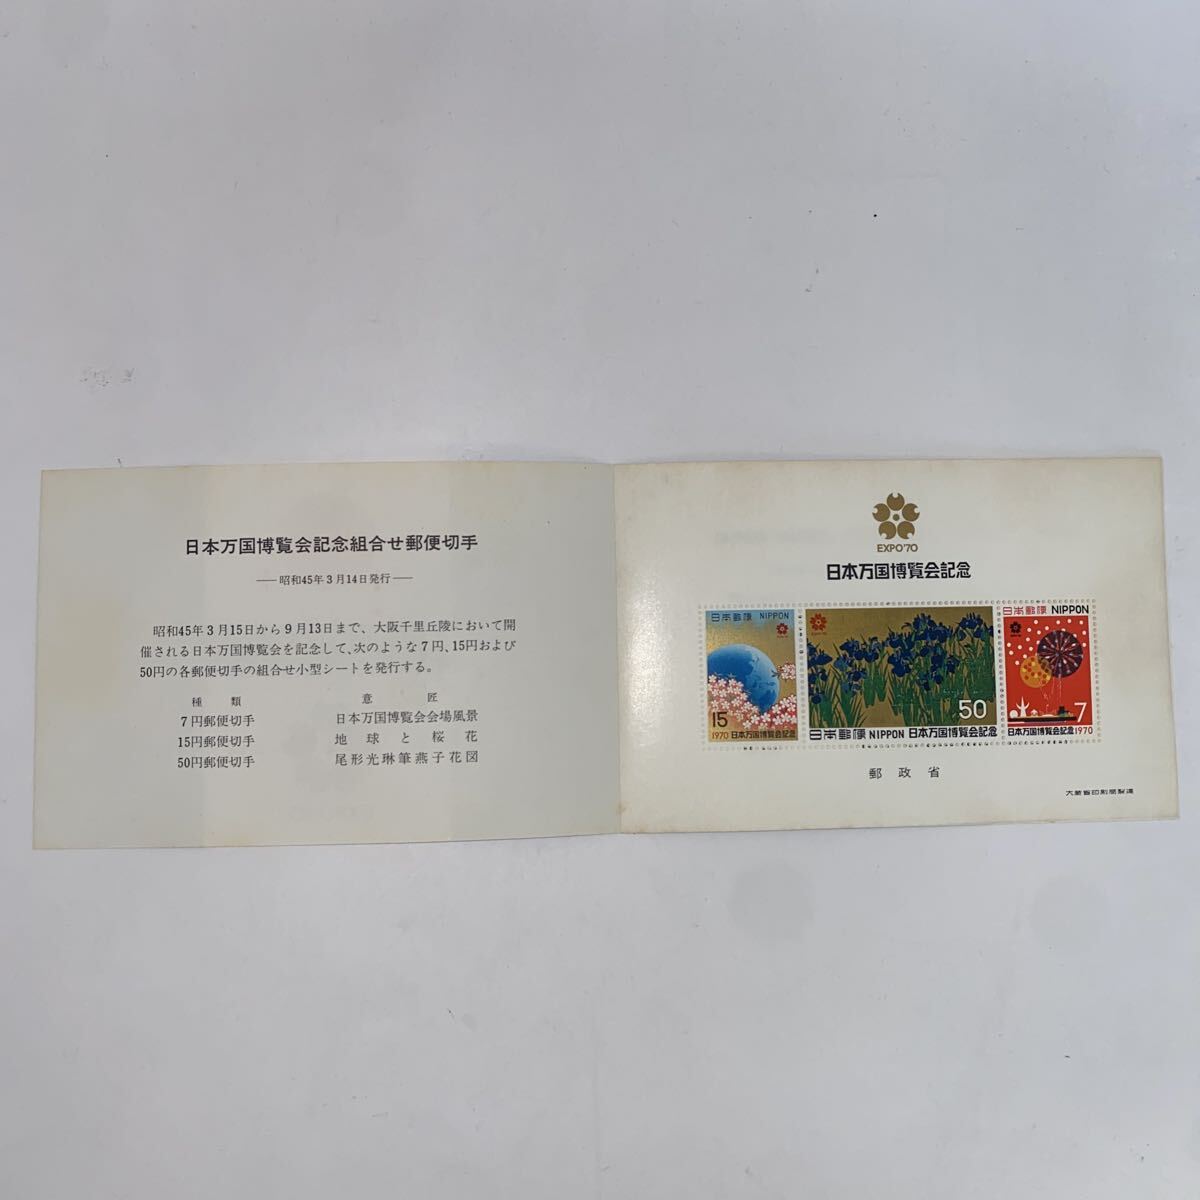 日本万国博覧会記念組合せ郵便切手
――昭和45年3月14日発行――
昭和45年3月15日から9月13日まで、大阪千里丘陵において開
催される日本万国博覧会を記念して、次のような7円、15円および
50円の各郵便切手の組合せ小型シートを発行する。
種類 意匠
7円郵便切手 日本万国博覧会会場風景
15円郵便切手 地球と桜花
50円郵便切手 尾形光琳筆燕子花図
EXPO'70
日本万国博覧会記念
日本郵便 NIPPON
15
1970 日本万国博覧会記念
50
日本郵便 NIPPON 日本万国博覧会記念
日本郵便 NIPPON
7
日本万国博覧会記念 1970
郵政省
大蔵省印刷局製造